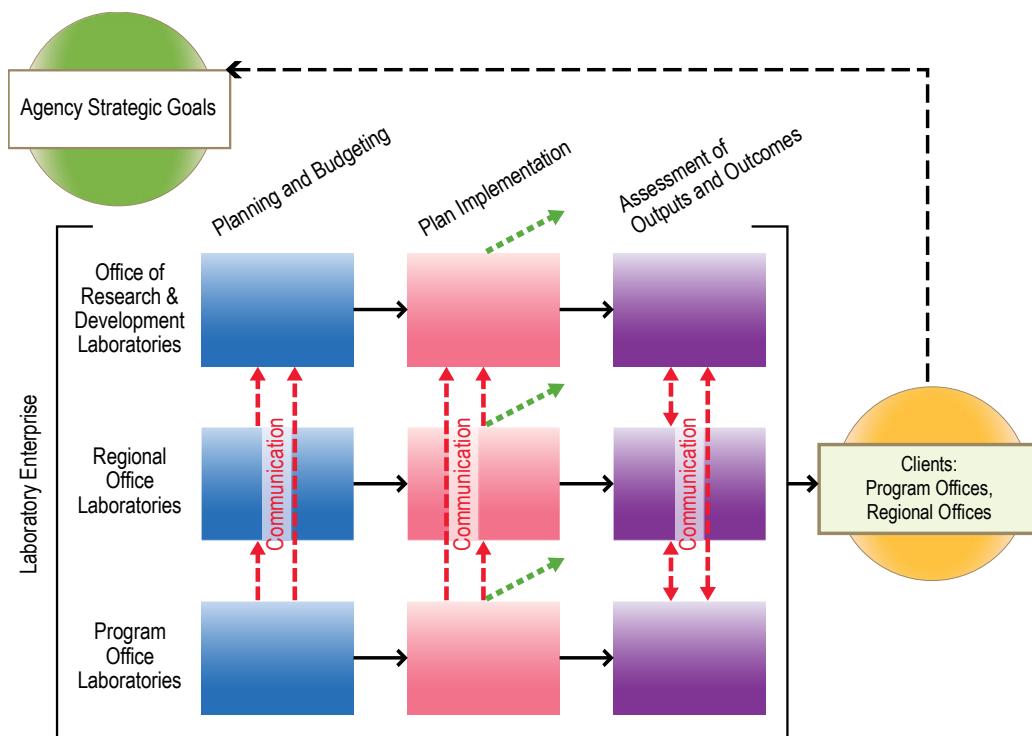 Agency Strategic Goals
Planning and Budgeting
Plan Implementation
Assessment of
Outputs and Outcomes
Laboratory Enterprise
Office of
Research &
Development
Laboratories
Regional
Office
Laboratories
Communication
Communication
Communication
Program
Office
Laboratories
Clients:
Program Offices,
Regional Offices